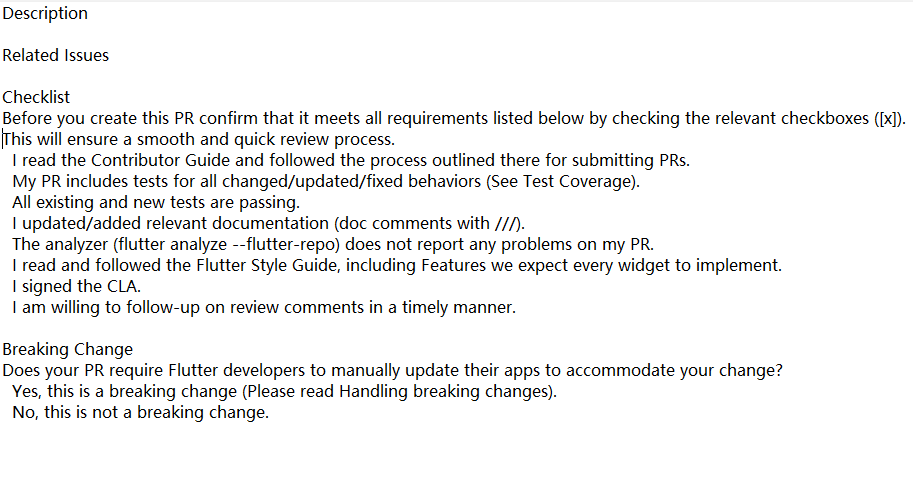 Description
Related Issues
Checklist
Before you create this PR confirm that it meets all requirements listed below by checking the relevant checkboxes ([x]).
This will ensure a smooth and quick review process.
I read the Contributor Guide and followed the process outlined there for submitting PRs.
My PR includes tests for all changed/updated/fixed behaviors (See Test Coverage).
All existing and new tests are passing.
I updated/added relevant documentation (doc comments with ///).
The analyzer (flutter analyze --flutter-repo) does not report any problems on my PR.
I read and followed the Flutter Style Guide, including Features we expect every widget to implement.
I signed the CLA.
I am willing to follow-up on review comments in a timely manner.
Breaking Change
Does your PR require Flutter developers to manually update their apps to accommodate your change?
Yes, this is a breaking change (Please read Handling breaking changes).
No, this is not a breaking change.